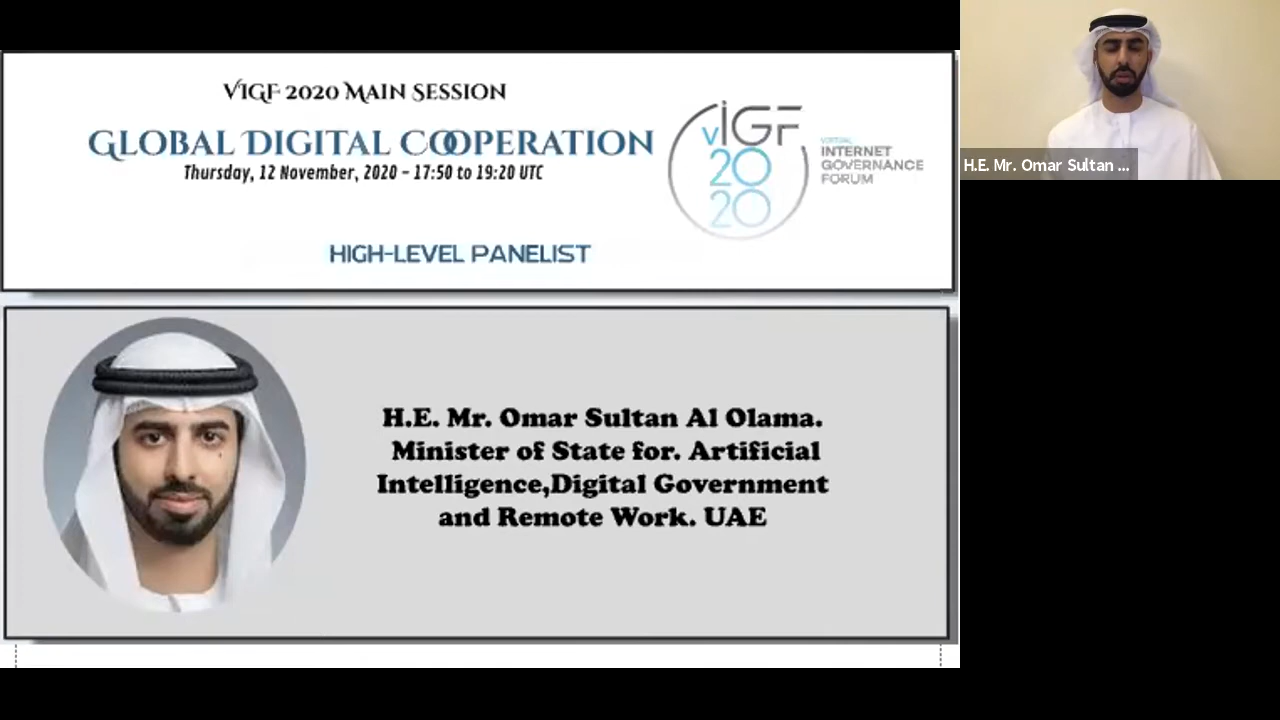 VIGF 2020 MAIN SESSION
GLOBAL DIGITAL COOPERATION
Thursday, 12 November, 2020 – 17:50 to 19:20 UTC
vIGF
20
20
VIRTUAL
INTERNET
GOVERNANCE
FORUM
HIGH-LEVEL PANELIST
H.E. Mr. Omar Sultan Al Olama.
Minister of State for. Artificial
Intelligence,Digital Government
and Remote Work. UAE
H.E. Mr. Omar Sultan ...